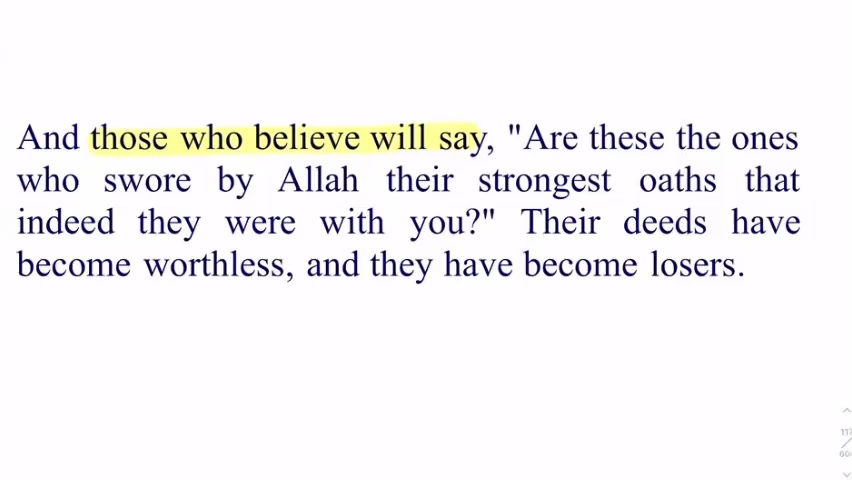 And those who believe will say, "Are these the ones
who swore by Allah their strongest oaths that
indeed they were with you?" Their deeds have
become worthless, and they have become losers.
117